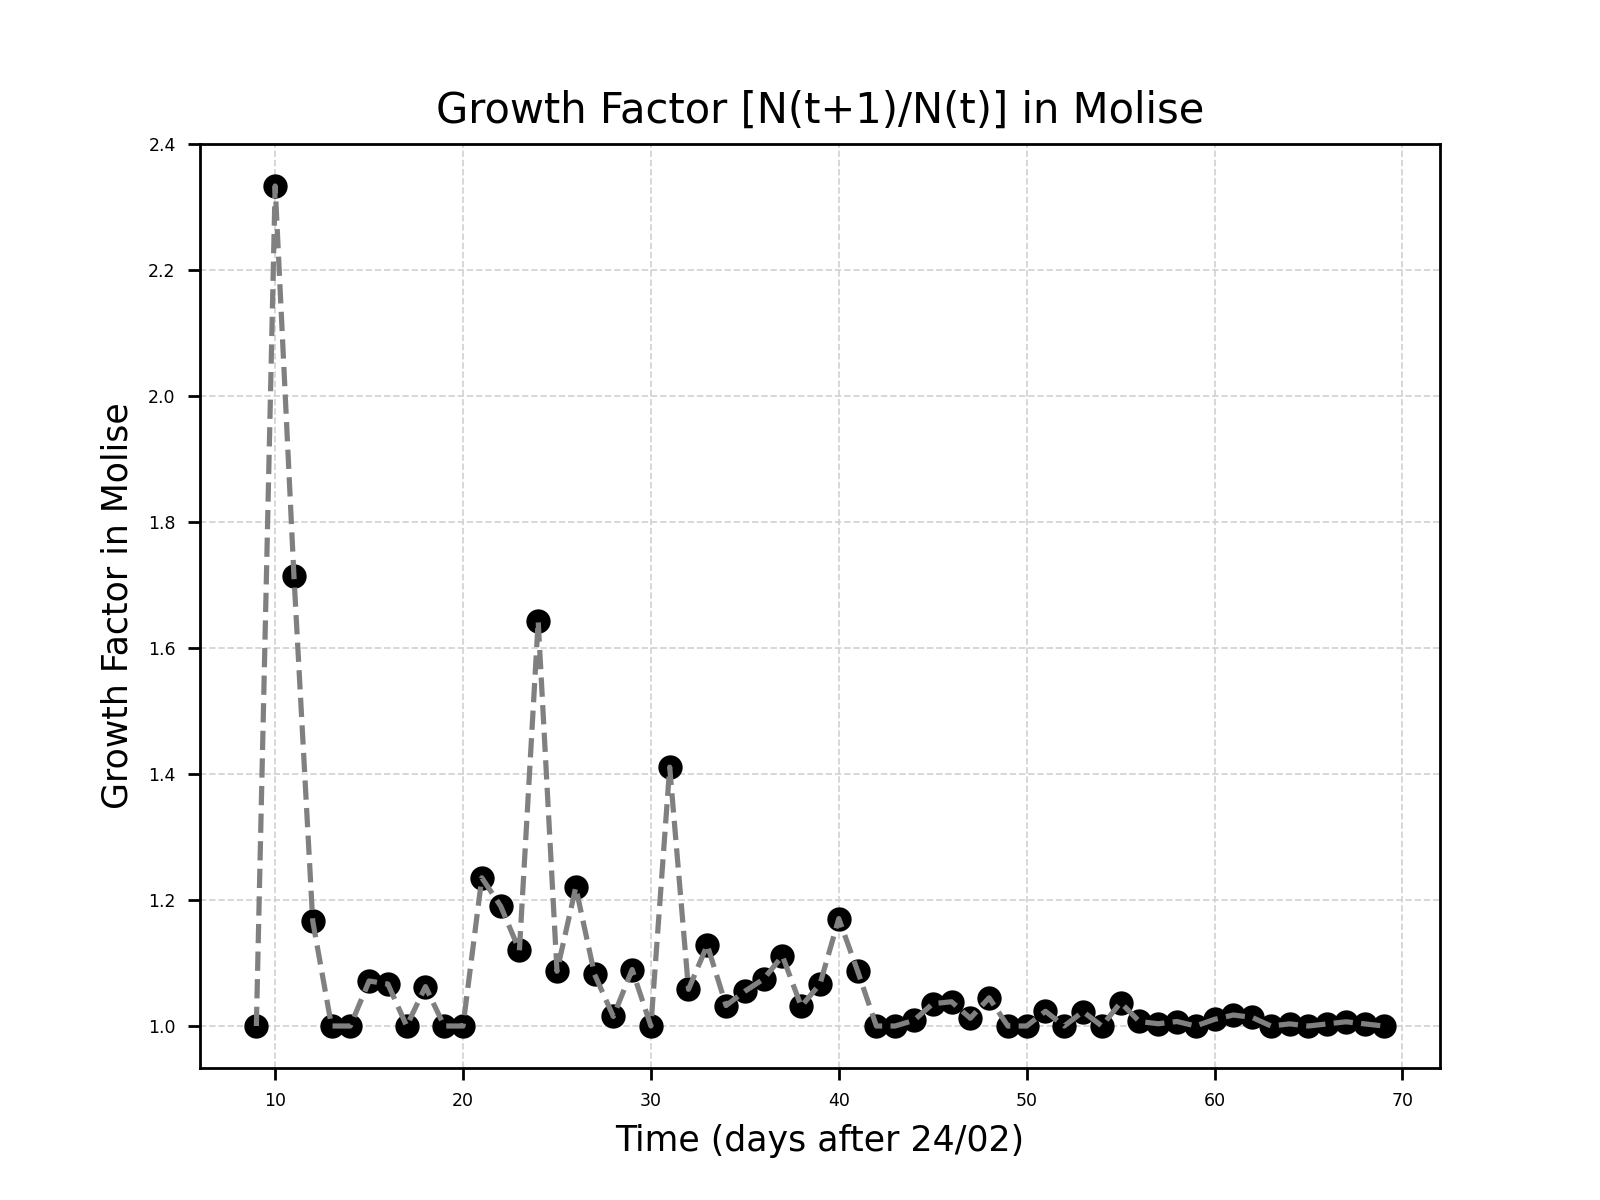 Growth Factor [N(t+1)/N(t)] in Molise
Growth Factor in Molise
2.4
2.2
2.0
1.8
1.6
1.4
1.2
1.0
10 20 30 40 50 60 70
Time (days after 24/02)